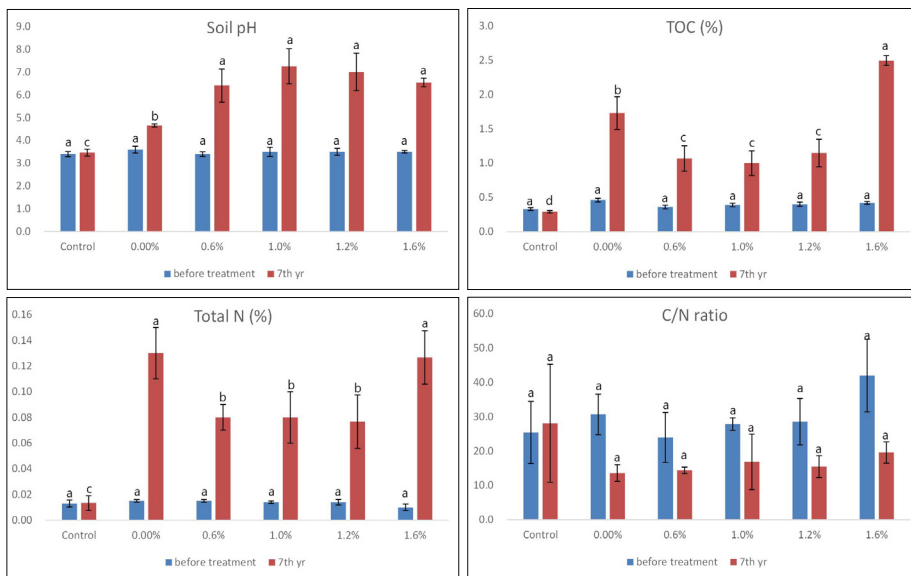 Soil pH
9.0
8.0
7.0
6.0
5.0
4.0
3.0
2.0
1.0
0.0
a c a b a a a a a a a a
Control 0.00% 0.6% 1.0% 1.2% 1.6%
before treatment 7th yr
TOC (%)
3.0
2.5
2.0
1.5
1.0
0.5
0.0
a d a b a c a c a c a a
Control 0.00% 0.6% 1.0% 1.2% 1.6%
before treatment 7th yr
Total N (%)
0.16
0.14
0.12
0.10
0.08
0.06
0.04
0.02
0.00
a c a a a b a b a b a a
Control 0.00% 0.6% 1.0% 1.2% 1.6%
before treatment 7th yr
C/N ratio
60.0
50.0
40.0
30.0
20.0
10.0
0.0
a a a a a a a a a a a a
Control 0.00% 0.6% 1.0% 1.2% 1.6%
before treatment 7th yr